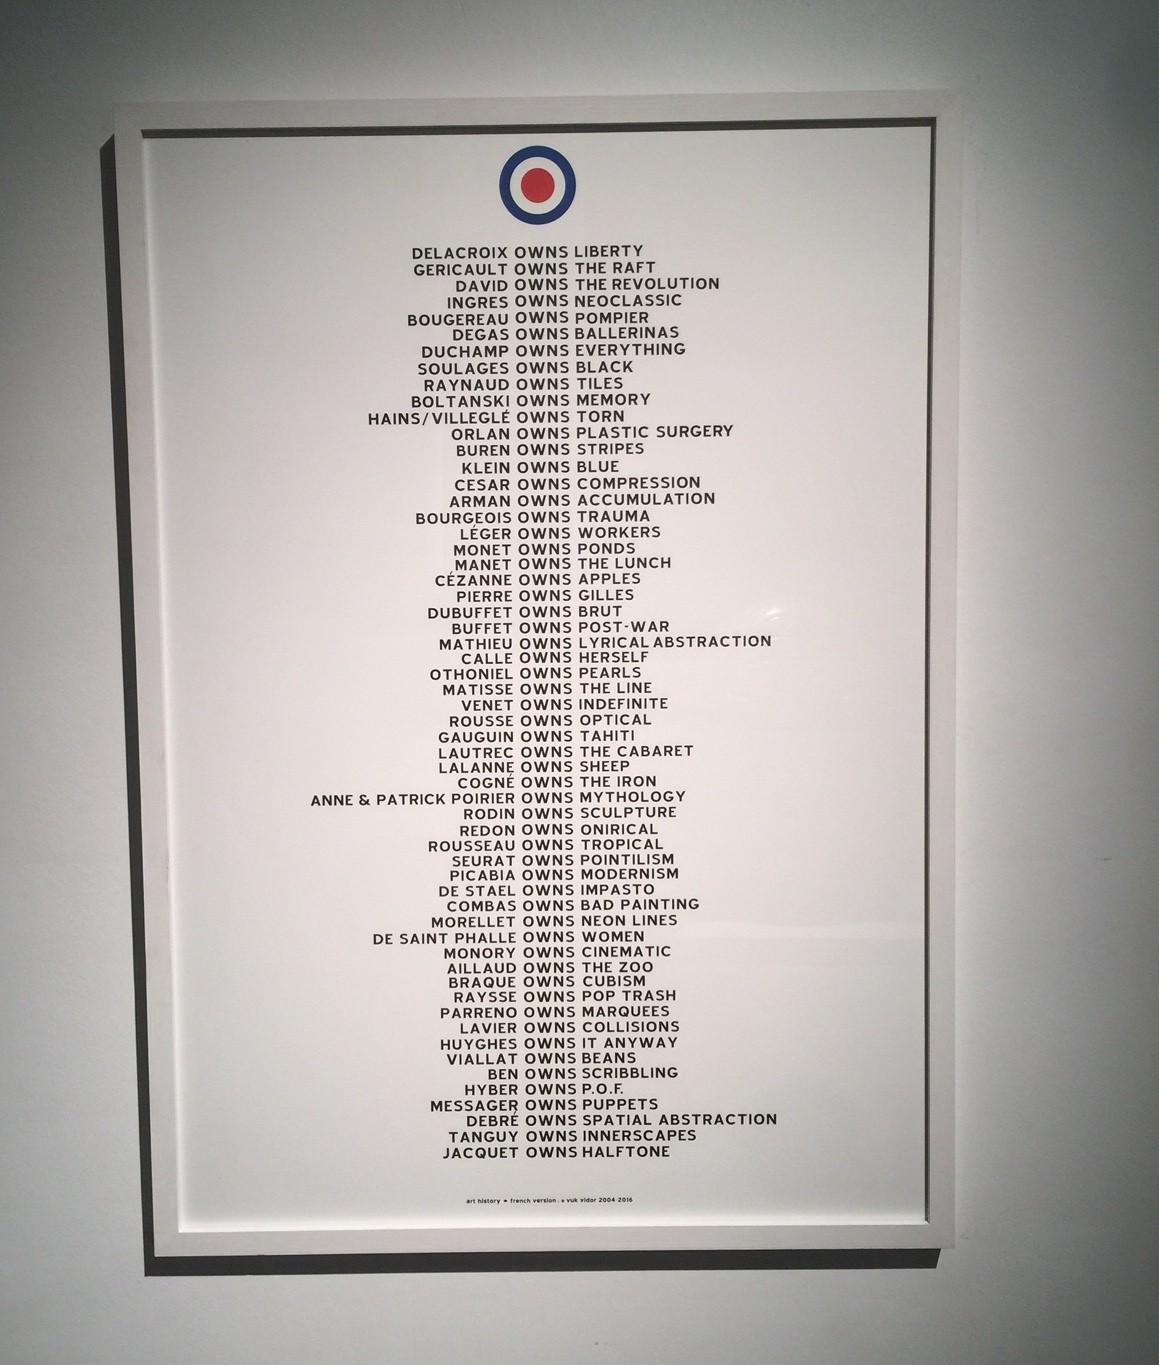 DELACROIX OWNS LIBERTY
GERICAULT OWNS THE RAFT
DAVID OWNS THE REVOLUTION
INGRES OWNS NEOCLASSIC
BOUGEREAU OWNS POMPIER
DEGAS OWNS BALLERINAS
DUCHAMP OWNS EVERYTHING
SOULAGES OWNS BLACK
RAYNAUD OWNS TILES
BOLTANSKI OWNS MEMORY
HAINS/VILLEGLÉ OWNS TORN
ORLAN OWNS PLASTIC SURGERY
BUREN OWNS STRIPES
KLEIN OWNS BLUE
CESAR OWNS COMPRESSION
ARMAN OWNS ACCUMULATION
BOURGEOIS OWNS TRAUMA
LÉGER OWNS WORKERS
MONET OWNS PONDS
MANET OWNS THE LUNCH
CÉZANNE OWNS APPLES
PIERRE OWNS GILLES
DUBUFFET OWNS BRUT
BUFFET OWNS POST-WAR
MATHIEU OWNS LYRICAL ABSTRACTION
CALLE OWNS HERSELF
OTHONIEL OWNS PEARLS
MATISSE OWNS THE LINE
VENET OWNS INDEFINITE
ROUSSE OWNS OPTICAL
GAUGUIN OWNS TAHITI
LAUTREC OWNS THE CABARET
LALANNE OWNS SHEEP
COGNÉ OWNS THE IRON
ANNE & PATRICK POIRIER OWNS MYTHOLOGY
RODIN OWNS SCULPTURE
REDON OWNS ONIRICAL
ROUSSEAU OWNS TROPICAL
SEURAT OWNS POINTILISM
PICABIA OWNS MODERNISM
DE STAEL OWNS IMPASTO
COMBAS OWNS BAD PAINTING
MORELLET OWNS NEON LINES
DE SAINT PHALLE OWNS WOMEN
MONORY OWNS CINEMATIC
AILLAUD OWNS THE ZOO
BRAQUE OWNS CUBISM
RAYSSE OWNS POP TRASH
PARRENO OWNS MARQUEES
LAVIER OWNS COLLISIONS
HUYGHES OWNS IT ANYWAY
VIALLAT OWNS BEANS
BEN OWNS SCRIBBLING
HYBER OWNS P.O.F.
MESSAGER OWNS PUPPETS
DEBRÉ OWNS SPATIAL ABSTRACTION
TANGUY OWNS INNERSCAPES
JACQUET OWNS HALFTONE
art history french version vuk vidor 2004 2016